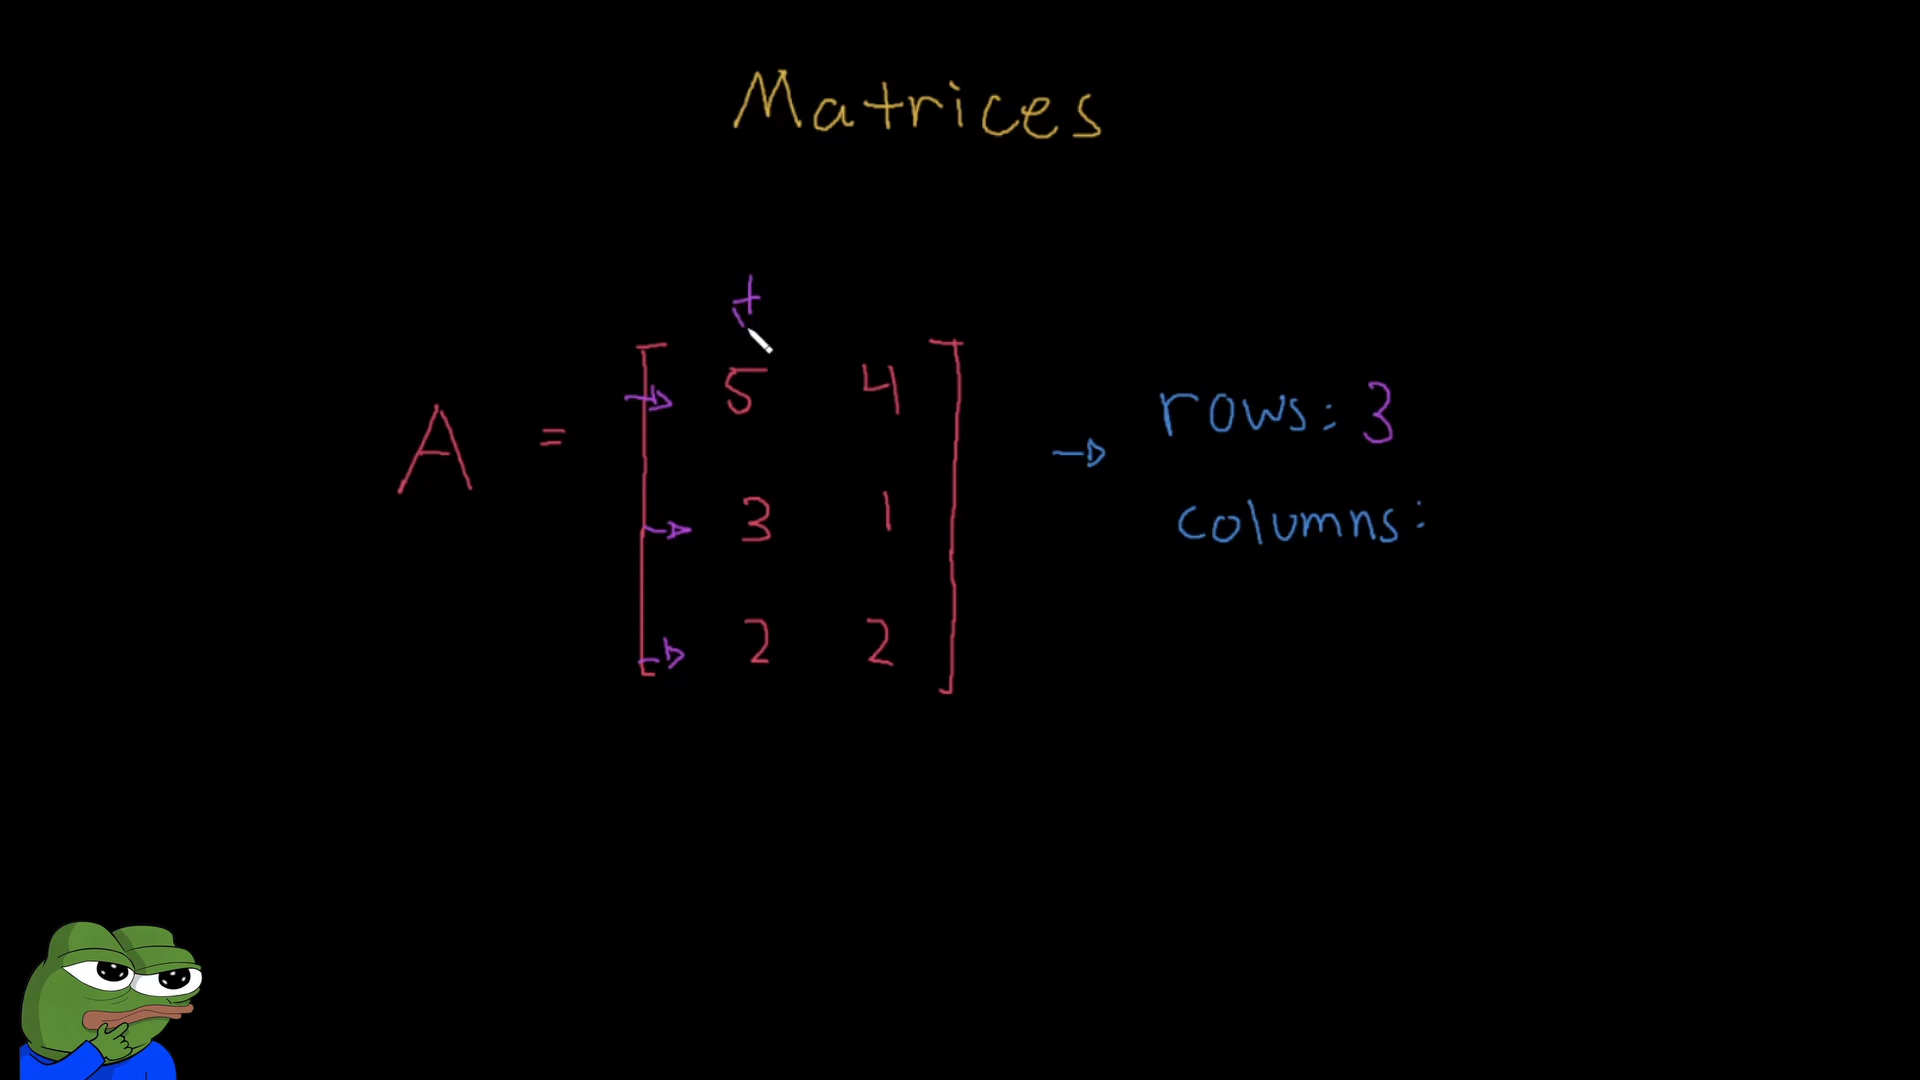 Matrices
A = [ 5 4
3 1
2 2 ]
→ rows: 3
columns: